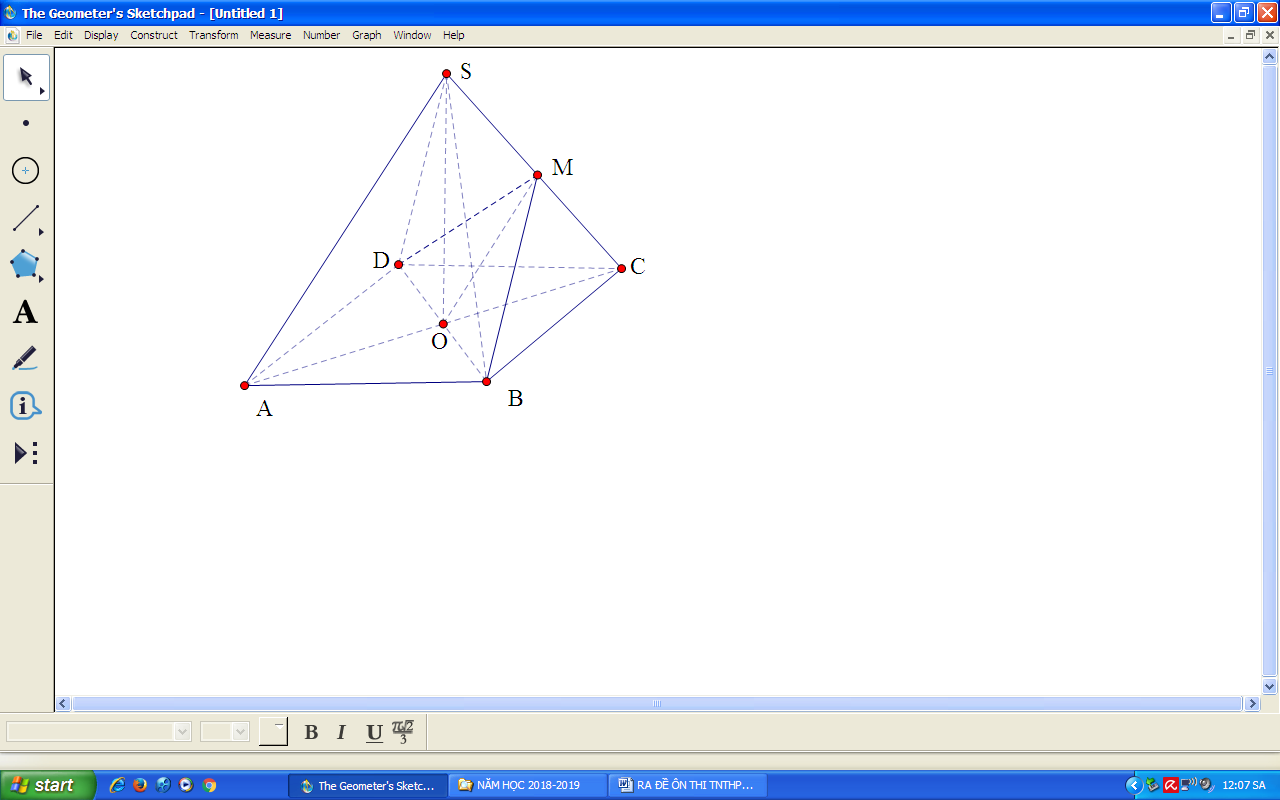 The Geometer's Sketchpad - [Untitled 1]
File Edit Display Construct Transform Measure Number Graph Window Help
S
M
D
C
O
B
A
A
B I U
start
The Geometer's Sketc...
NĂM HỌC 2018-2019
RA ĐỀ ÔN THI TNTHP...
12:07 SA